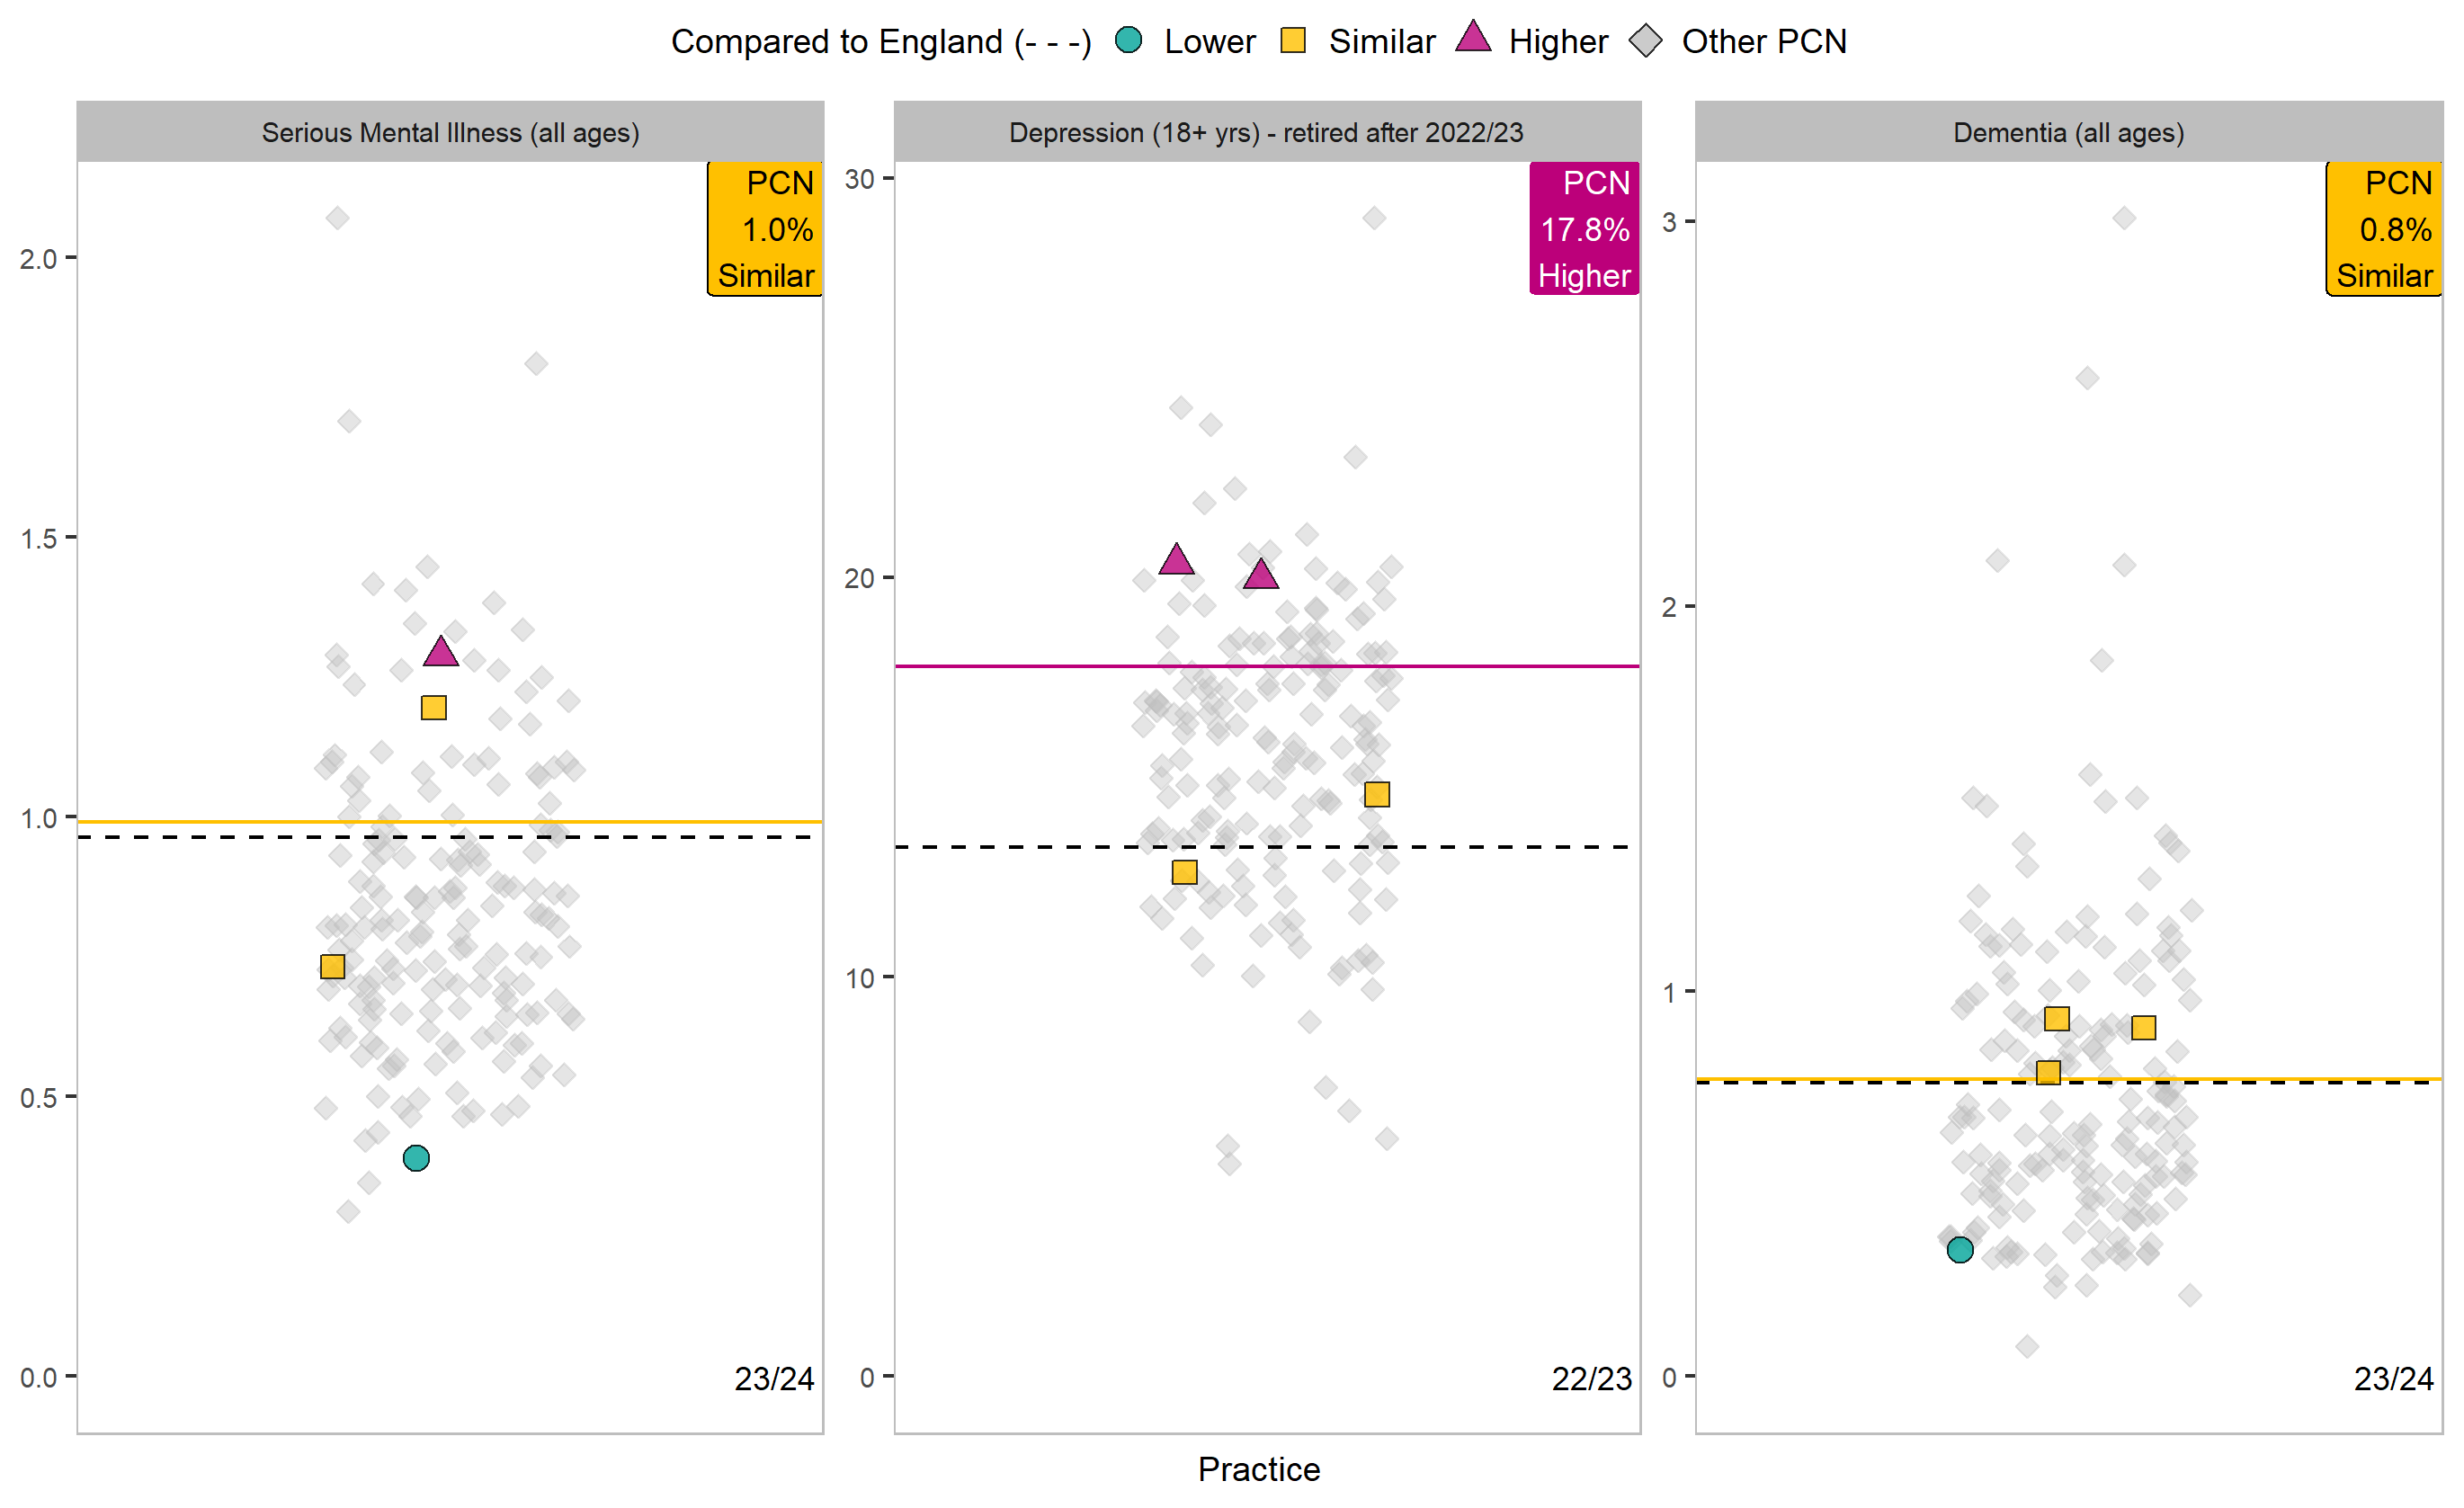 Compared to England (- - -) Lower Similar Higher Other PCN
Serious Mental Illness (all ages)
PCN
1.0%
Similar
2.0
1.5
1.0
0.5
0.0
23/24
Depression (18+ yrs) - retired after 2022/23
PCN
17.8%
Higher
30
20
10
0
22/23
Dementia (all ages)
PCN
0.8%
Similar
3
2
1
0
23/24
Practice